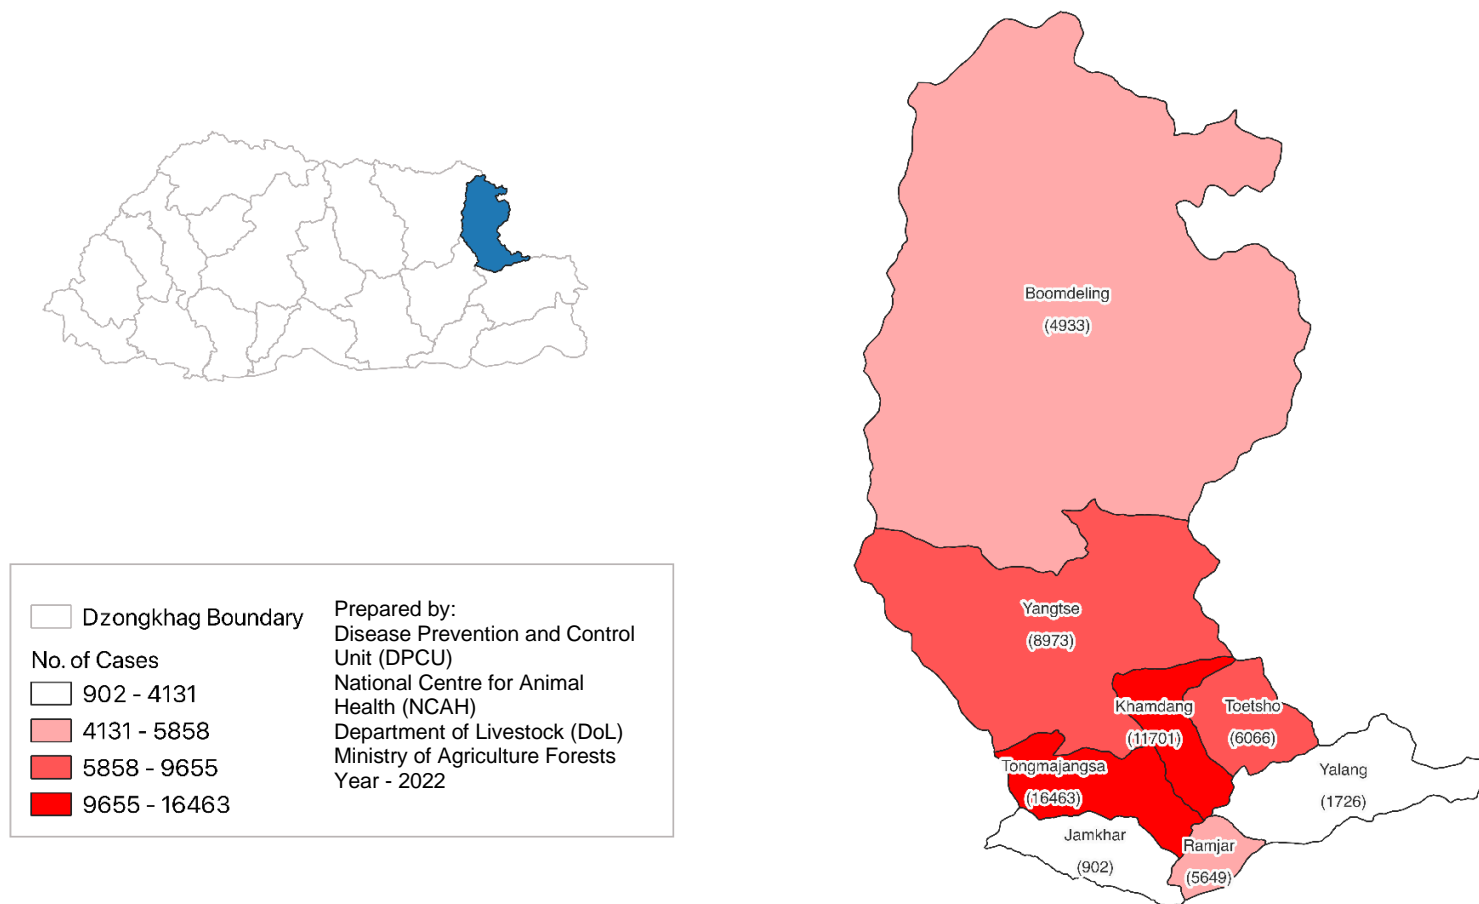 Boomdeling
(4933)
Yangtse
(8973)
Khamdang
(11701)
Toetsho
(6066)
Tongmajangsa
(16463)
Yalang
(1726)
Jamkhar
(902)
Ramjar
(5649)
Dzongkhag Boundary
No. of Cases
902 - 4131
4131 - 5858
5858 - 9655
9655 - 16463
Prepared by:
Disease Prevention and Control
Unit (DPCU)
National Centre for Animal
Health (NCAH)
Department of Livestock (DoL)
Ministry of Agriculture Forests
Year - 2022